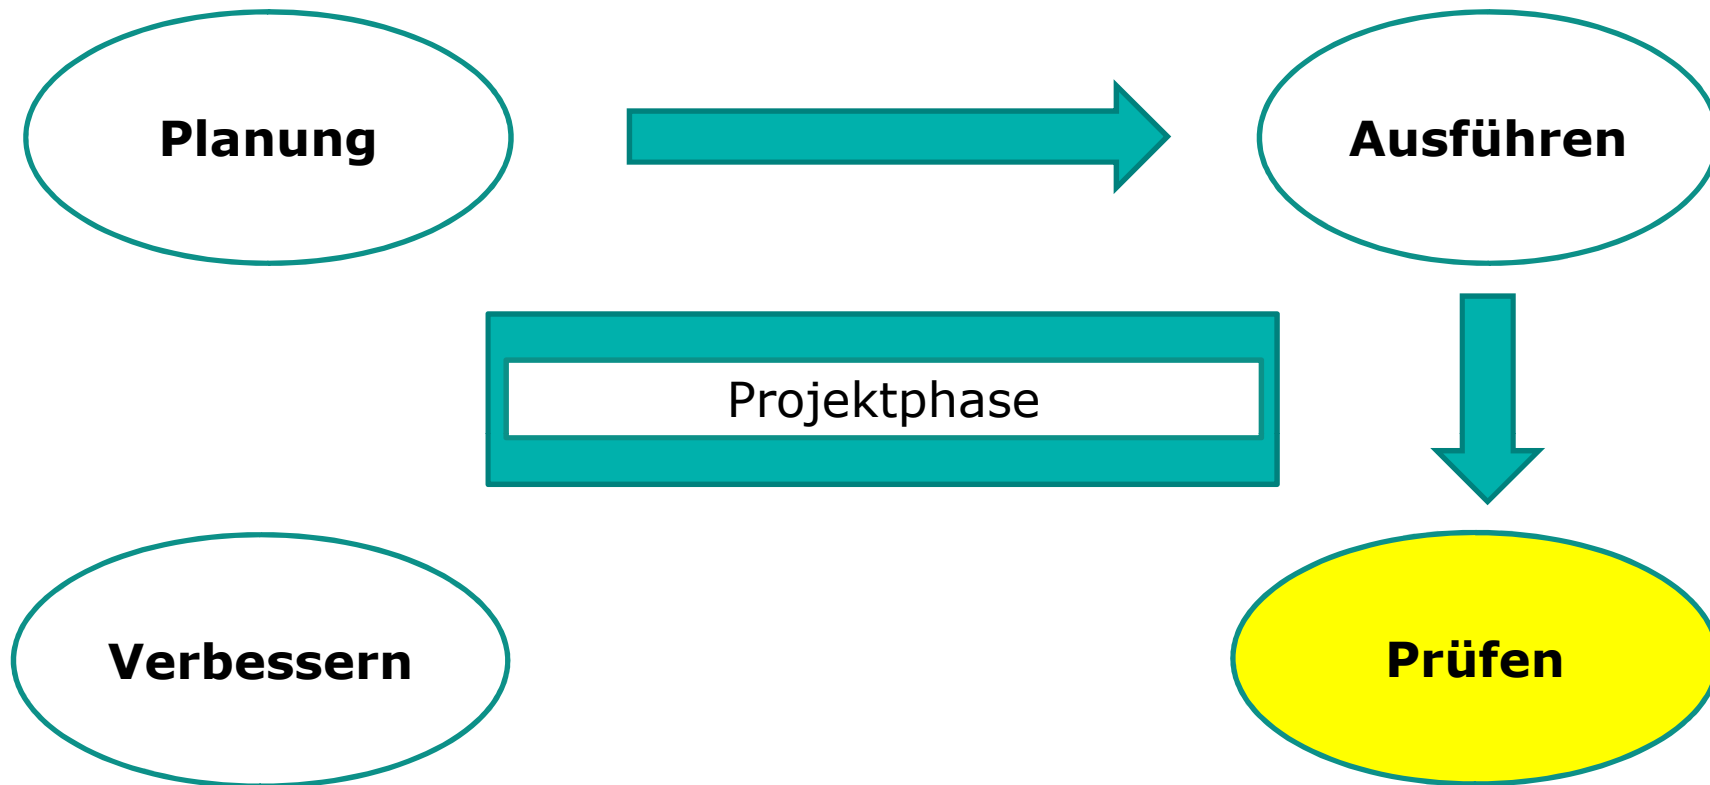 Planung
Ausführen
Projektphase
Verbessern
Prüfen